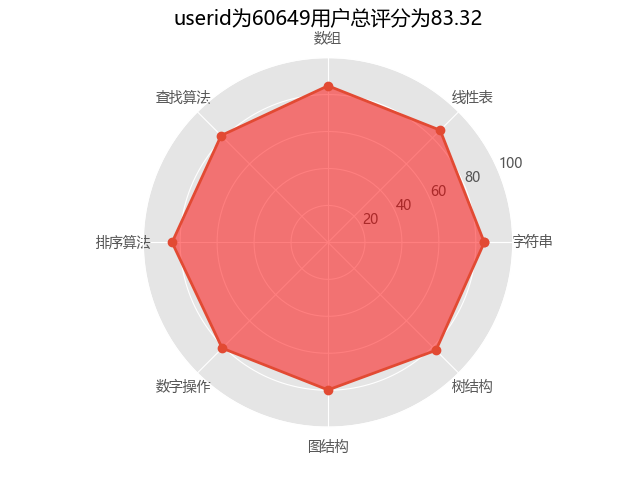 userid为60649用户总评分为83.32
数组
查找算法
线性表
100
80
60
40
20
排序算法
字符串
数字操作
树结构
图结构